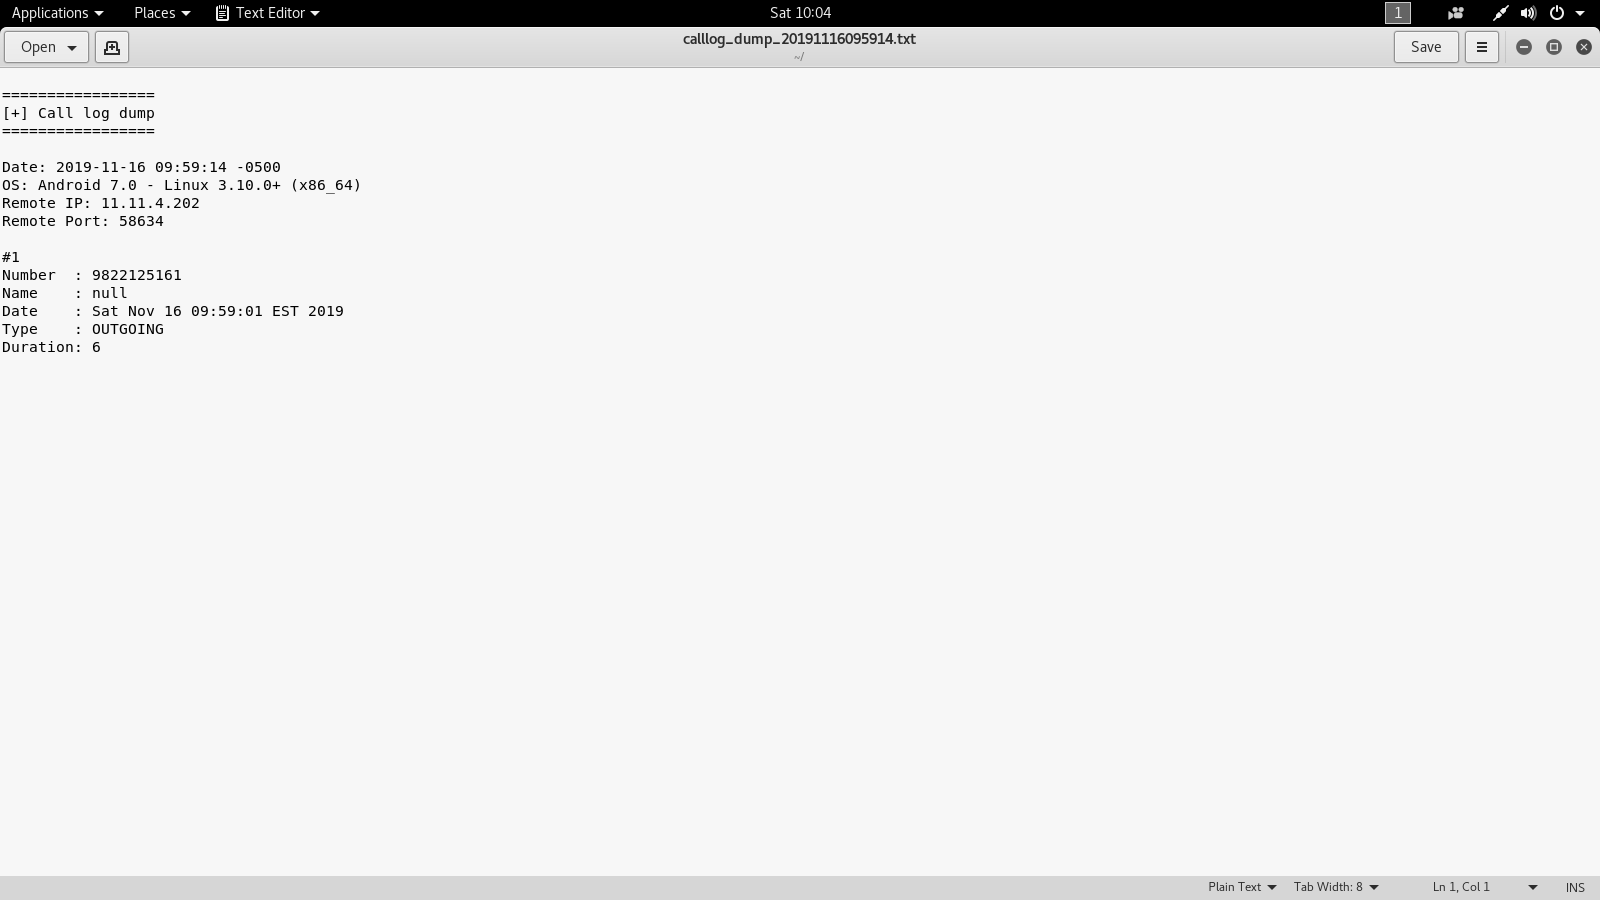 Applications Places Text Editor Sat 10:04 1
Open calllog_dump_20191116095914.txt Save
~/
=================
[+] Call log dump
=================
Date: 2019-11-16 09:59:14 -0500
OS: Android 7.0 - Linux 3.10.0+ (x86_64)
Remote IP: 11.11.4.202
Remote Port: 58634
#1
Number  : 9822125161
Name    : null
Date    : Sat Nov 16 09:59:01 EST 2019
Type    : OUTGOING
Duration: 6
Plain Text Tab Width: 8 Ln 1, Col 1 INS